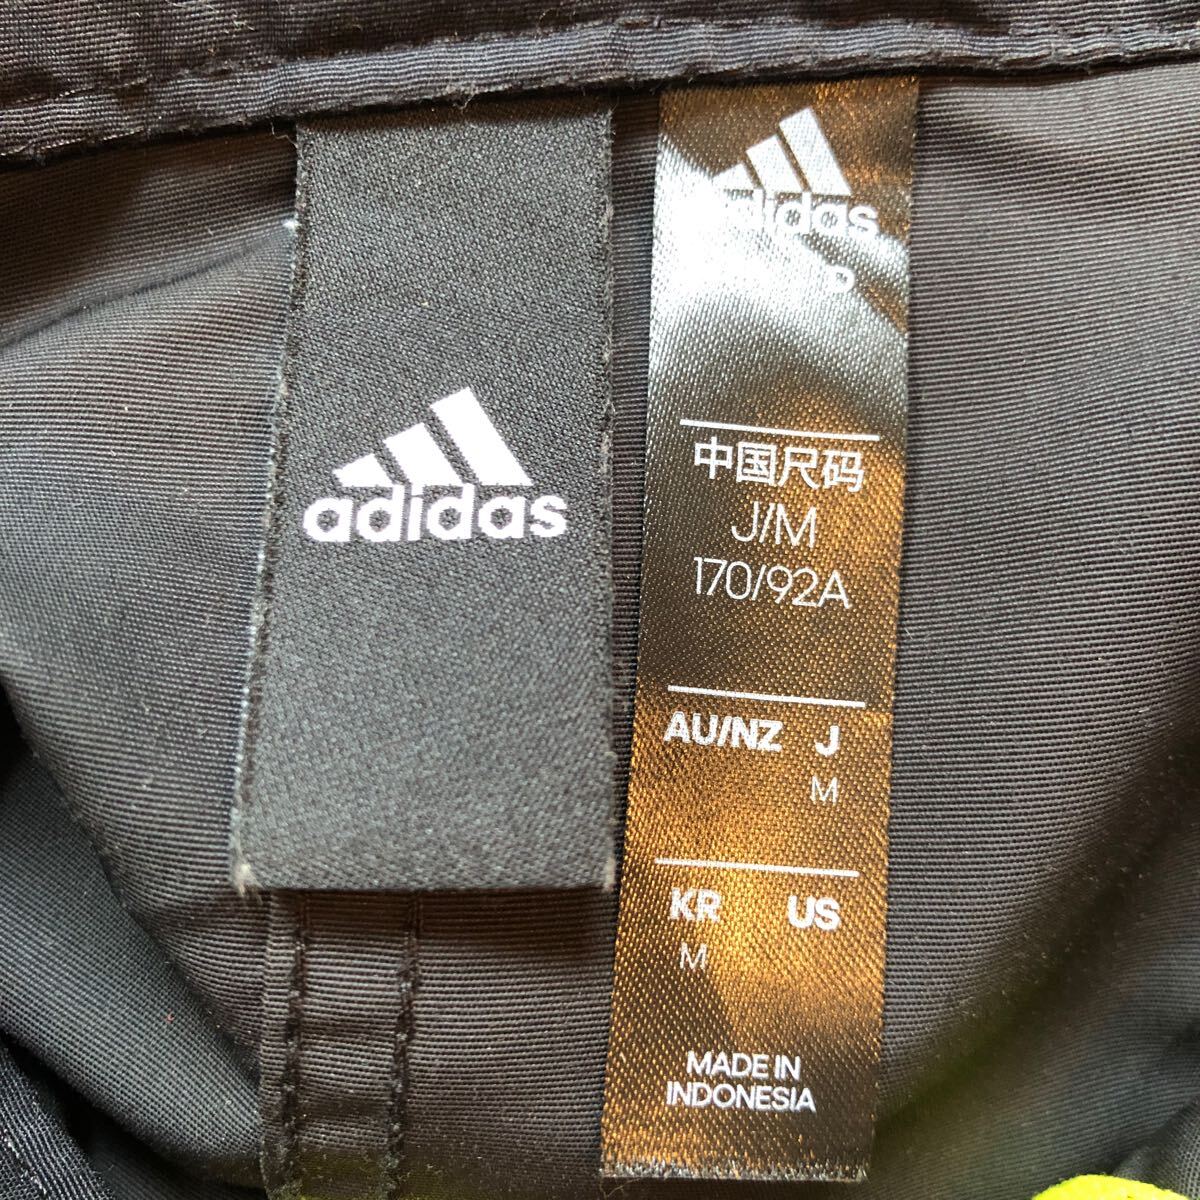 adidas
adidas
中国尺码
J/M
170/92A
AU/NZ J
M
KR US
M
MADE IN
INDONESIA